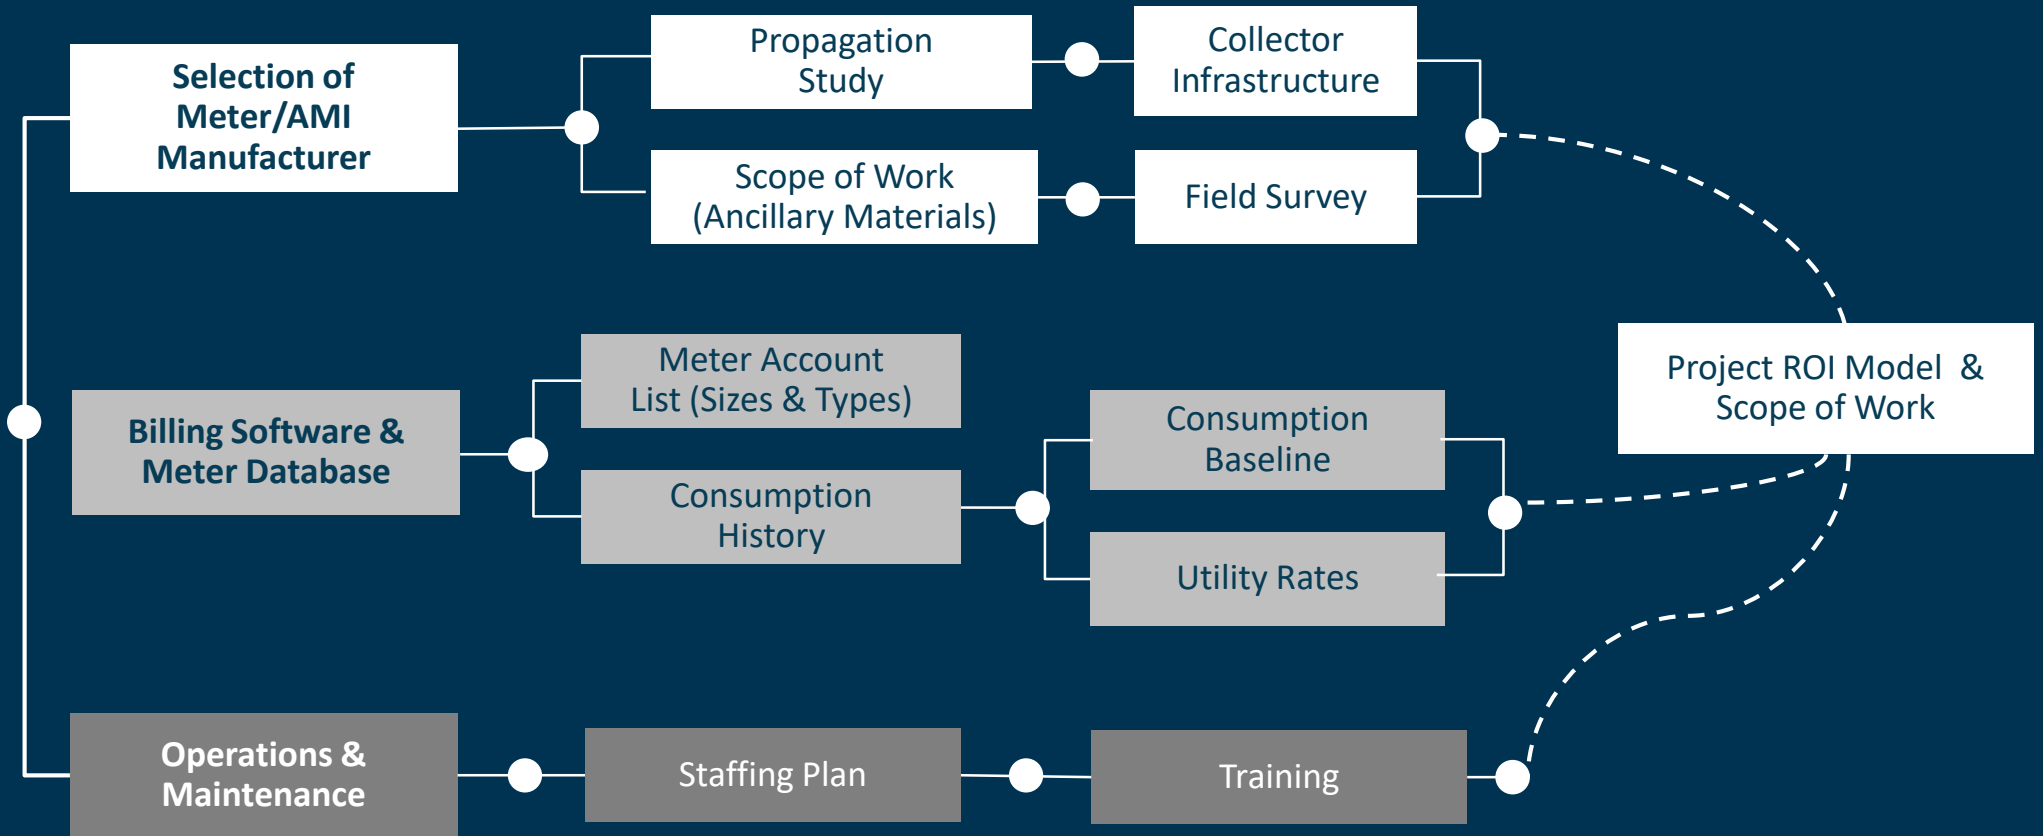 Selection of
Meter/AMI
Manufacturer
Propagation
Study
Collector
Infrastructure
Scope of Work
(Ancillary Materials)
Field Survey
Billing Software &
Meter Database
Meter Account
List (Sizes & Types)
Consumption
History
Consumption
Baseline
Utility Rates
Project ROI Model &
Scope of Work
Operations &
Maintenance
Staffing Plan
Training